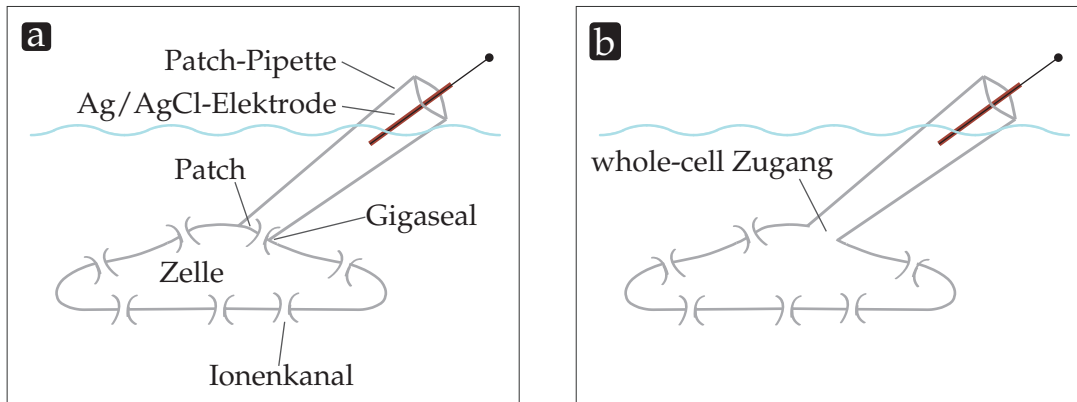 a
Patch-Pipette
Ag/AgCl-Elektrode
Patch
Gigaseal
Zelle
Ionenkanal
b
whole-cell Zugang